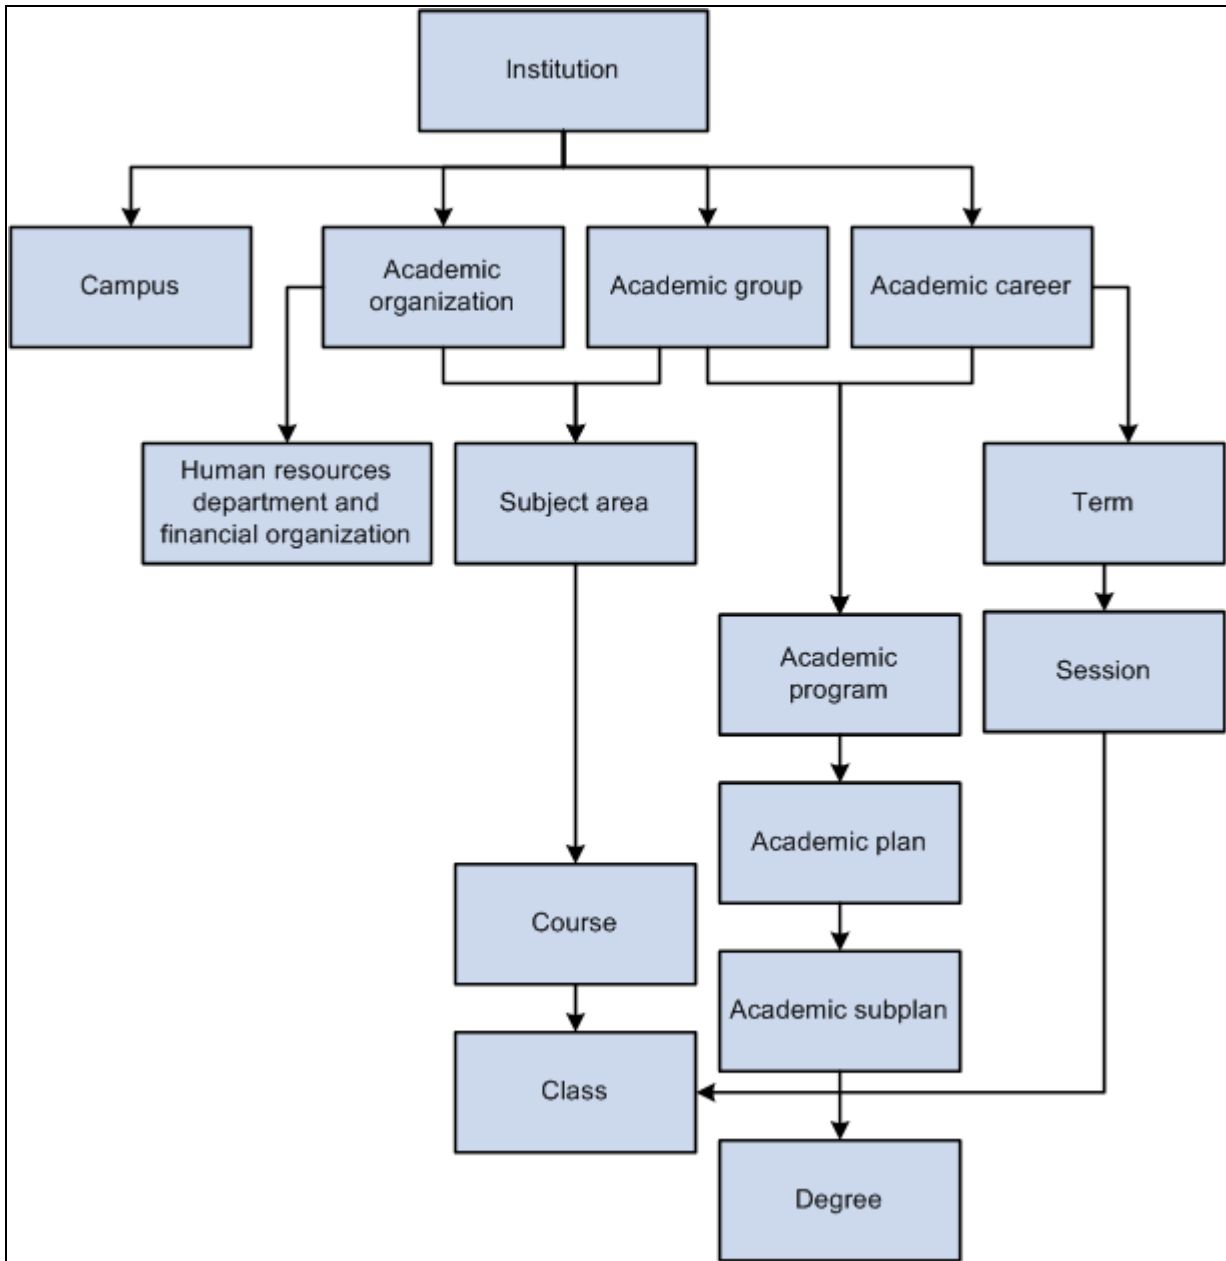 Institution
Campus
Academic
organization
Academic group
Academic career
Human resources
department and
financial organization
Subject area
Term
Academic
program
Session
Academic plan
Course
Academic subplan
Class
Degree